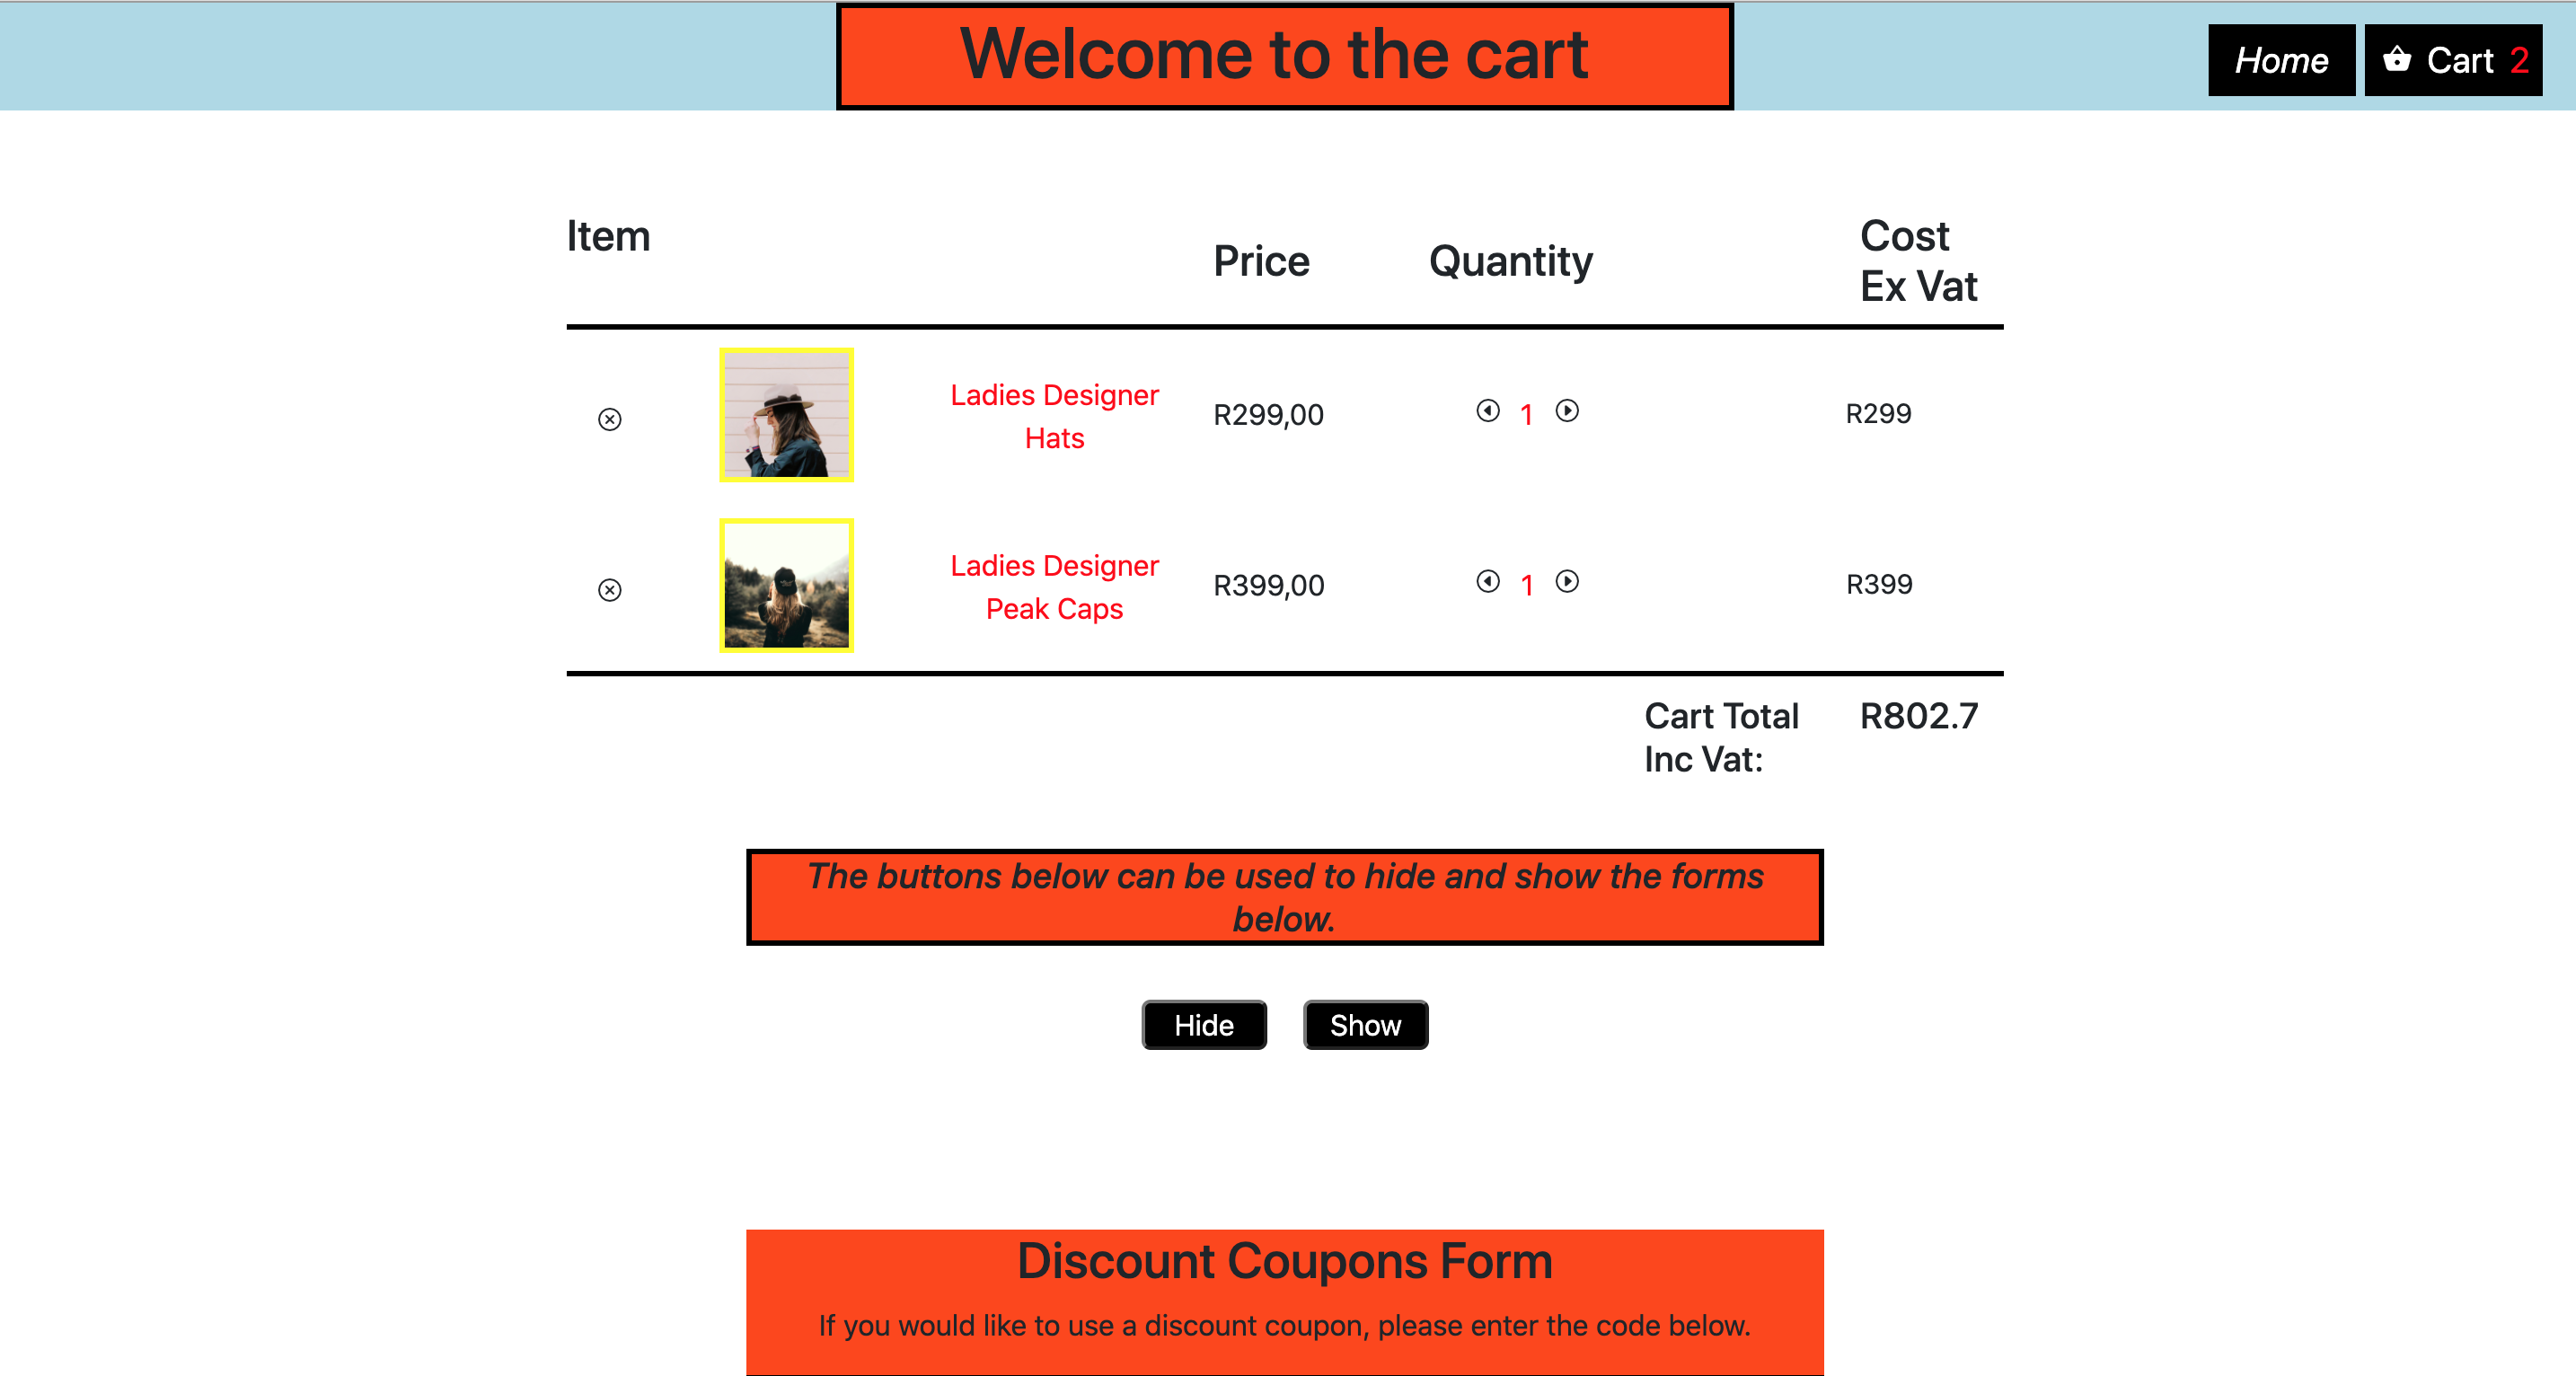 Welcome to the cart
Home
Cart 2
Item
Price
Quantity
Cost
Ex Vat
Ladies Designer
Hats
R299,00
1
R299
Ladies Designer
Peak Caps
R399,00
1
R399
Cart Total
Inc Vat:
R802.7
The buttons below can be used to hide and show the forms
below.
Hide
Show
Discount Coupons Form
If you would like to use a discount coupon, please enter the code below.